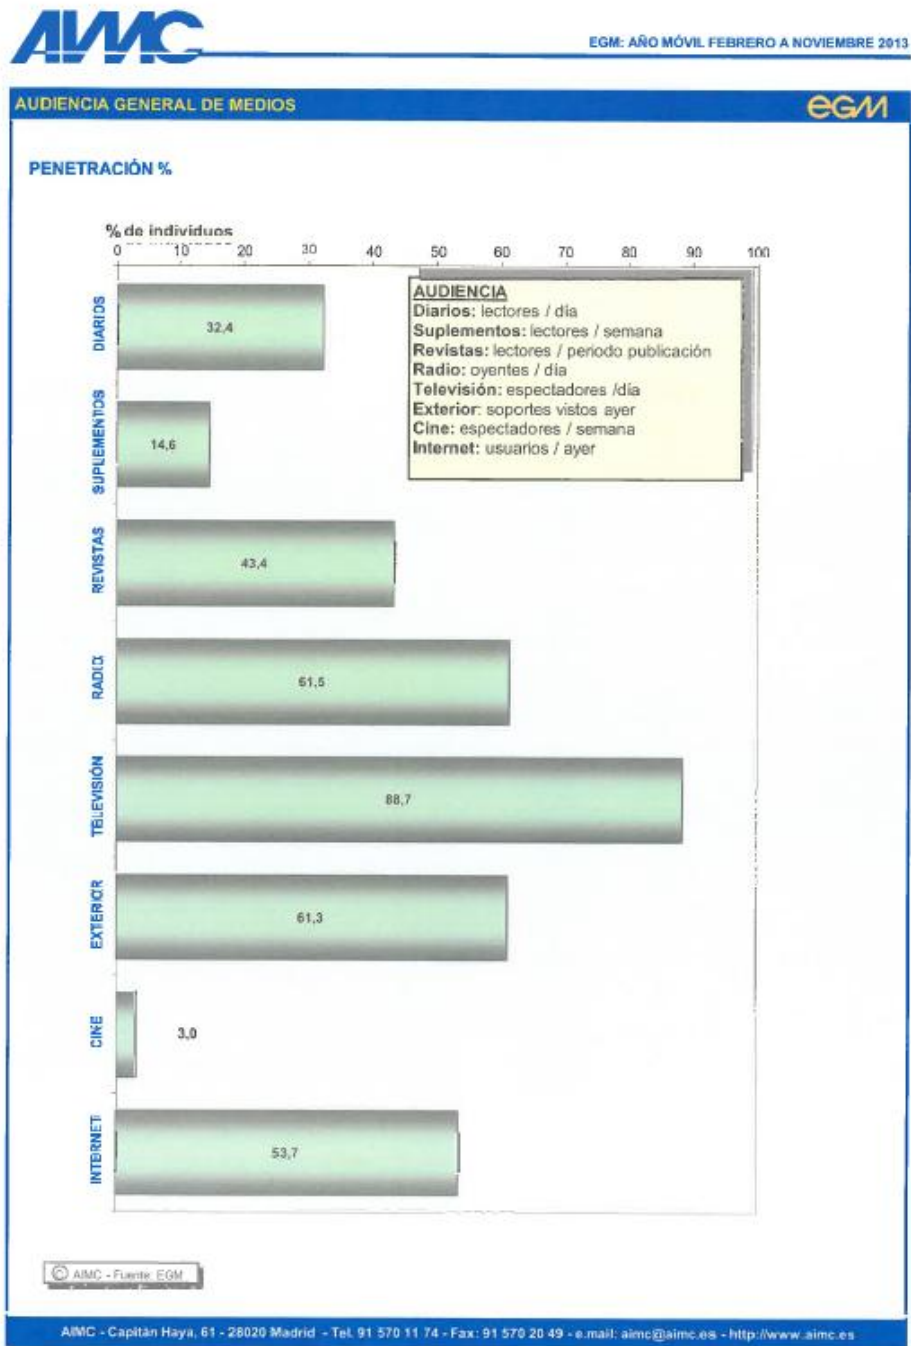 AIMC
EGM: AÑO MÓVIL FEBRERO A NOVIEMBRE 2013
AUDIENCIA GENERAL DE MEDIOS
EGM
PENETRACIÓN %
% de individuos
0 10 20 30 40 50 60 70 80 90 100
AUDIENCIA
Diarios: lectores / día
Suplementos: lectores / semana
Revistas: lectores / periodo publicación
Radio: oyentes / dia
Televisión: espectadores /día
Exterior: soportes vistos ayer
Cine: espectadores / semana
Internet: usuarios / ayer
DIARIOS
32,4
SUPLEMENTOS
14,6
REVISTAS
43,4
RADIO
61,5
TELEVISIÓN
88,7
EXTERIOR
61,3
CINE
3,0
INTERNET
53,7
© AIMC - Fuente: EGM
AIMC - Capitán Haya, 61 - 28020 Madrid - Tel. 91 570 11 74 - Fax: 91 570 20 49 - e.mail: aimc@aimc.es - http://www.aimc.es